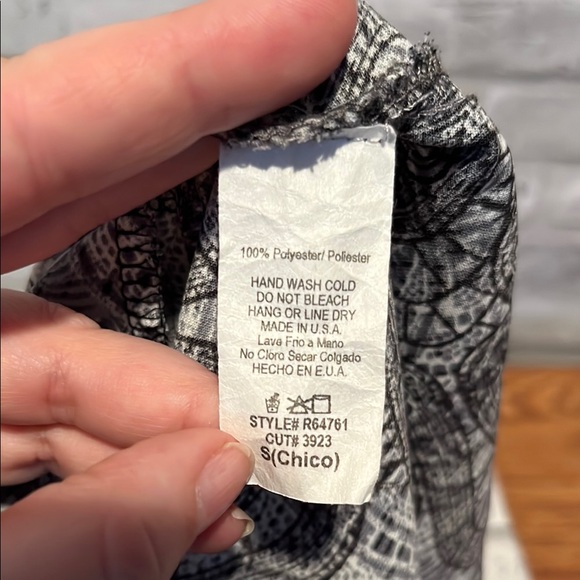 100% Polyester/ Poliester
HAND WASH COLD
DO NOT BLEACH
HANG OR LINE DRY
MADE IN U.S.A.
Lave Frio a Mano
No Cloro Secar Colgado
HECHO EN E.U.A.
STYLE# R64761
CUT# 3923
S(Chico)